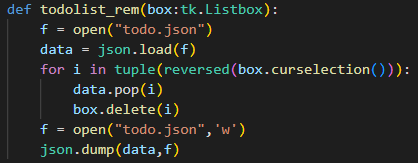 def todolist_rem(box:tk.Listbox):
    f = open("todo.json")
    data = json.load(f)
    for i in tuple(reversed(box.curselection())):
        data.pop(i)
        box.delete(i)
    f = open("todo.json",'w')
    json.dump(data,f)